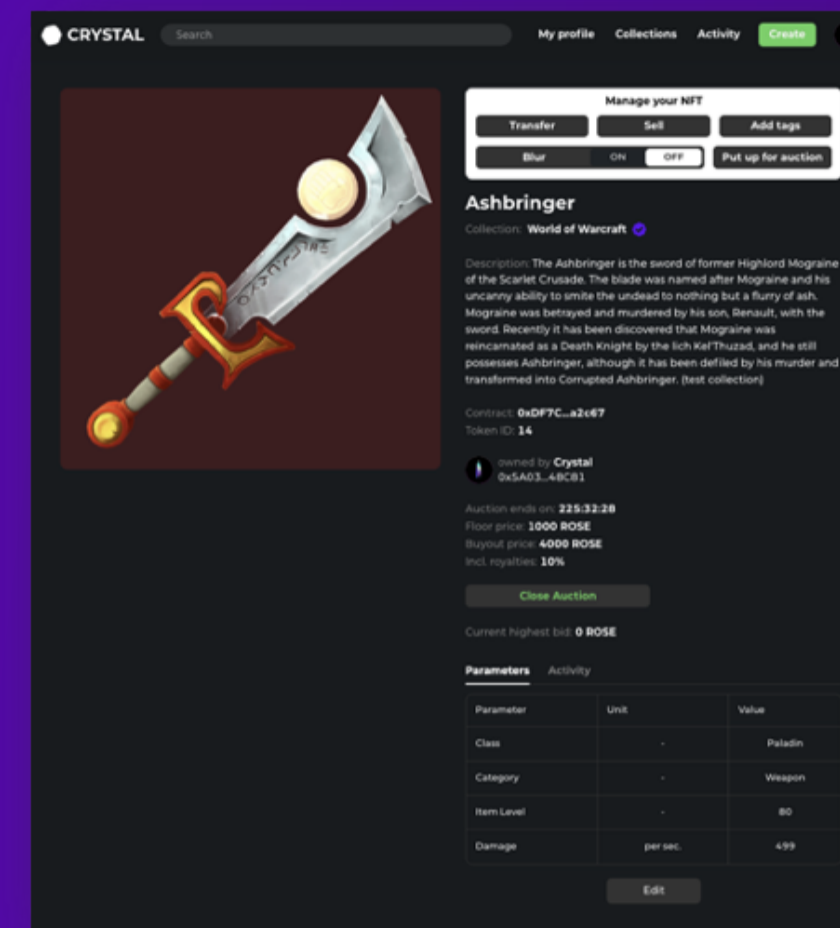 CRYSTAL
Search
My profile
Collections
Activity
Create
Manage your NFT
Transfer
Sell
Add tags
Blur
ON
OFF
Put up for auction
Ashbringer
Collection: World of Warcraft
Description: The Ashbringer is the sword of former Highlord Mograine
of the Scarlet Crusade. The blade was named after Mograine and his
uncanny ability to smite the undead to nothing but a flurry of ash.
Mograine was betrayed and murdered by his son, Renault, with the
sword. Recently it has been discovered that Mograine was
reincarnated as a Death Knight by the lich Kel'Thuzad, and he still
possesses Ashbringer, although it has been defiled by his murder and
transformed into Corrupted Ashbringer. (test collection)
Contract: 0xDF7C...a2c67
Token ID: 14
owned by Crystal
0x5A03...4BCB1
Auction ends on: 225:32:28
Floor price: 1000 ROSE
Buyout price: 4000 ROSE
Incl. royalties: 10%
Close Auction
Current highest bid: 0 ROSE
Parameters
Activity
Parameter
Unit
Value
Class
-
Paladin
Category
-
Weapon
Item Level
-
80
Damage
per sec.
499
Edit